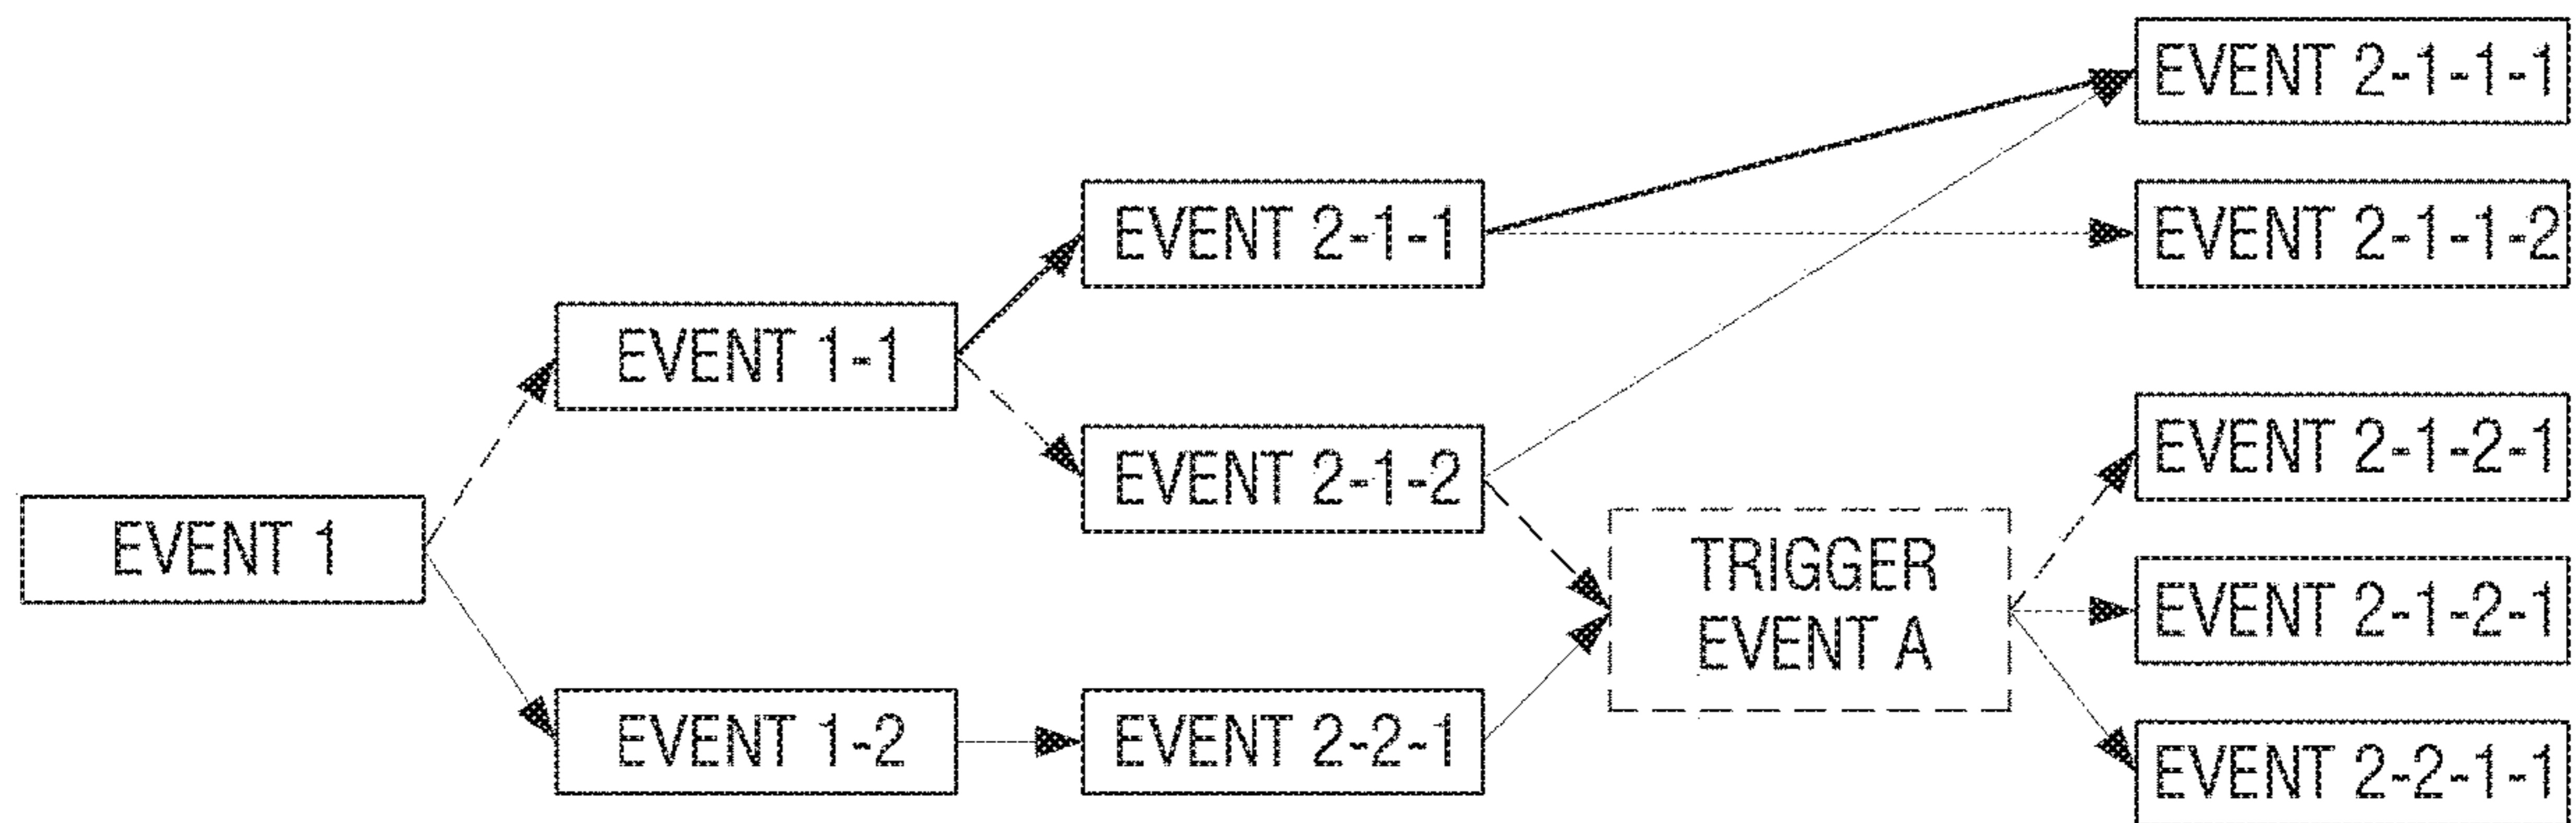 EVENT 1
EVENT 1-1
EVENT 1-2
EVENT 2-1-1
EVENT 2-1-2
EVENT 2-2-1
TRIGGER
EVENT A
EVENT 2-1-1-1
EVENT 2-1-1-2
EVENT 2-1-2-1
EVENT 2-1-2-1
EVENT 2-2-1-1